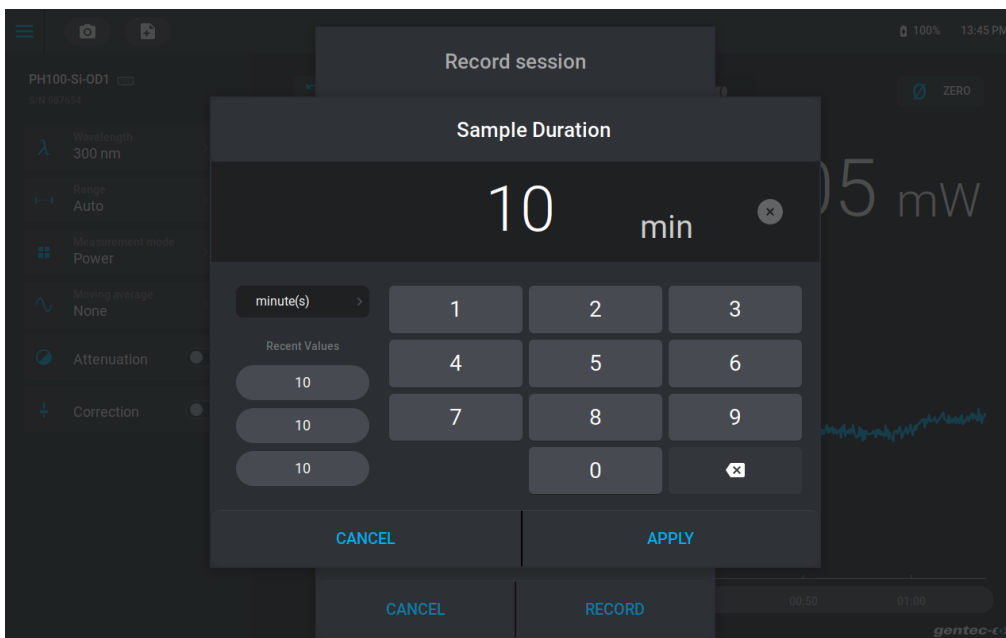 100% 13:45 PM
Record session
PH100-Si-OD1
S/N 987654
ZERO
Wavelength
300 nm
Range
Auto
Measurement mode
Power
Moving average
None
Attenuation
Correction
05 mW
Sample Duration
10 min
minute(s)
Recent Values
10
10
10
1 2 3
4 5 6
7 8 9
0
CANCEL APPLY
CANCEL RECORD
00:50 01:00
gentec-e